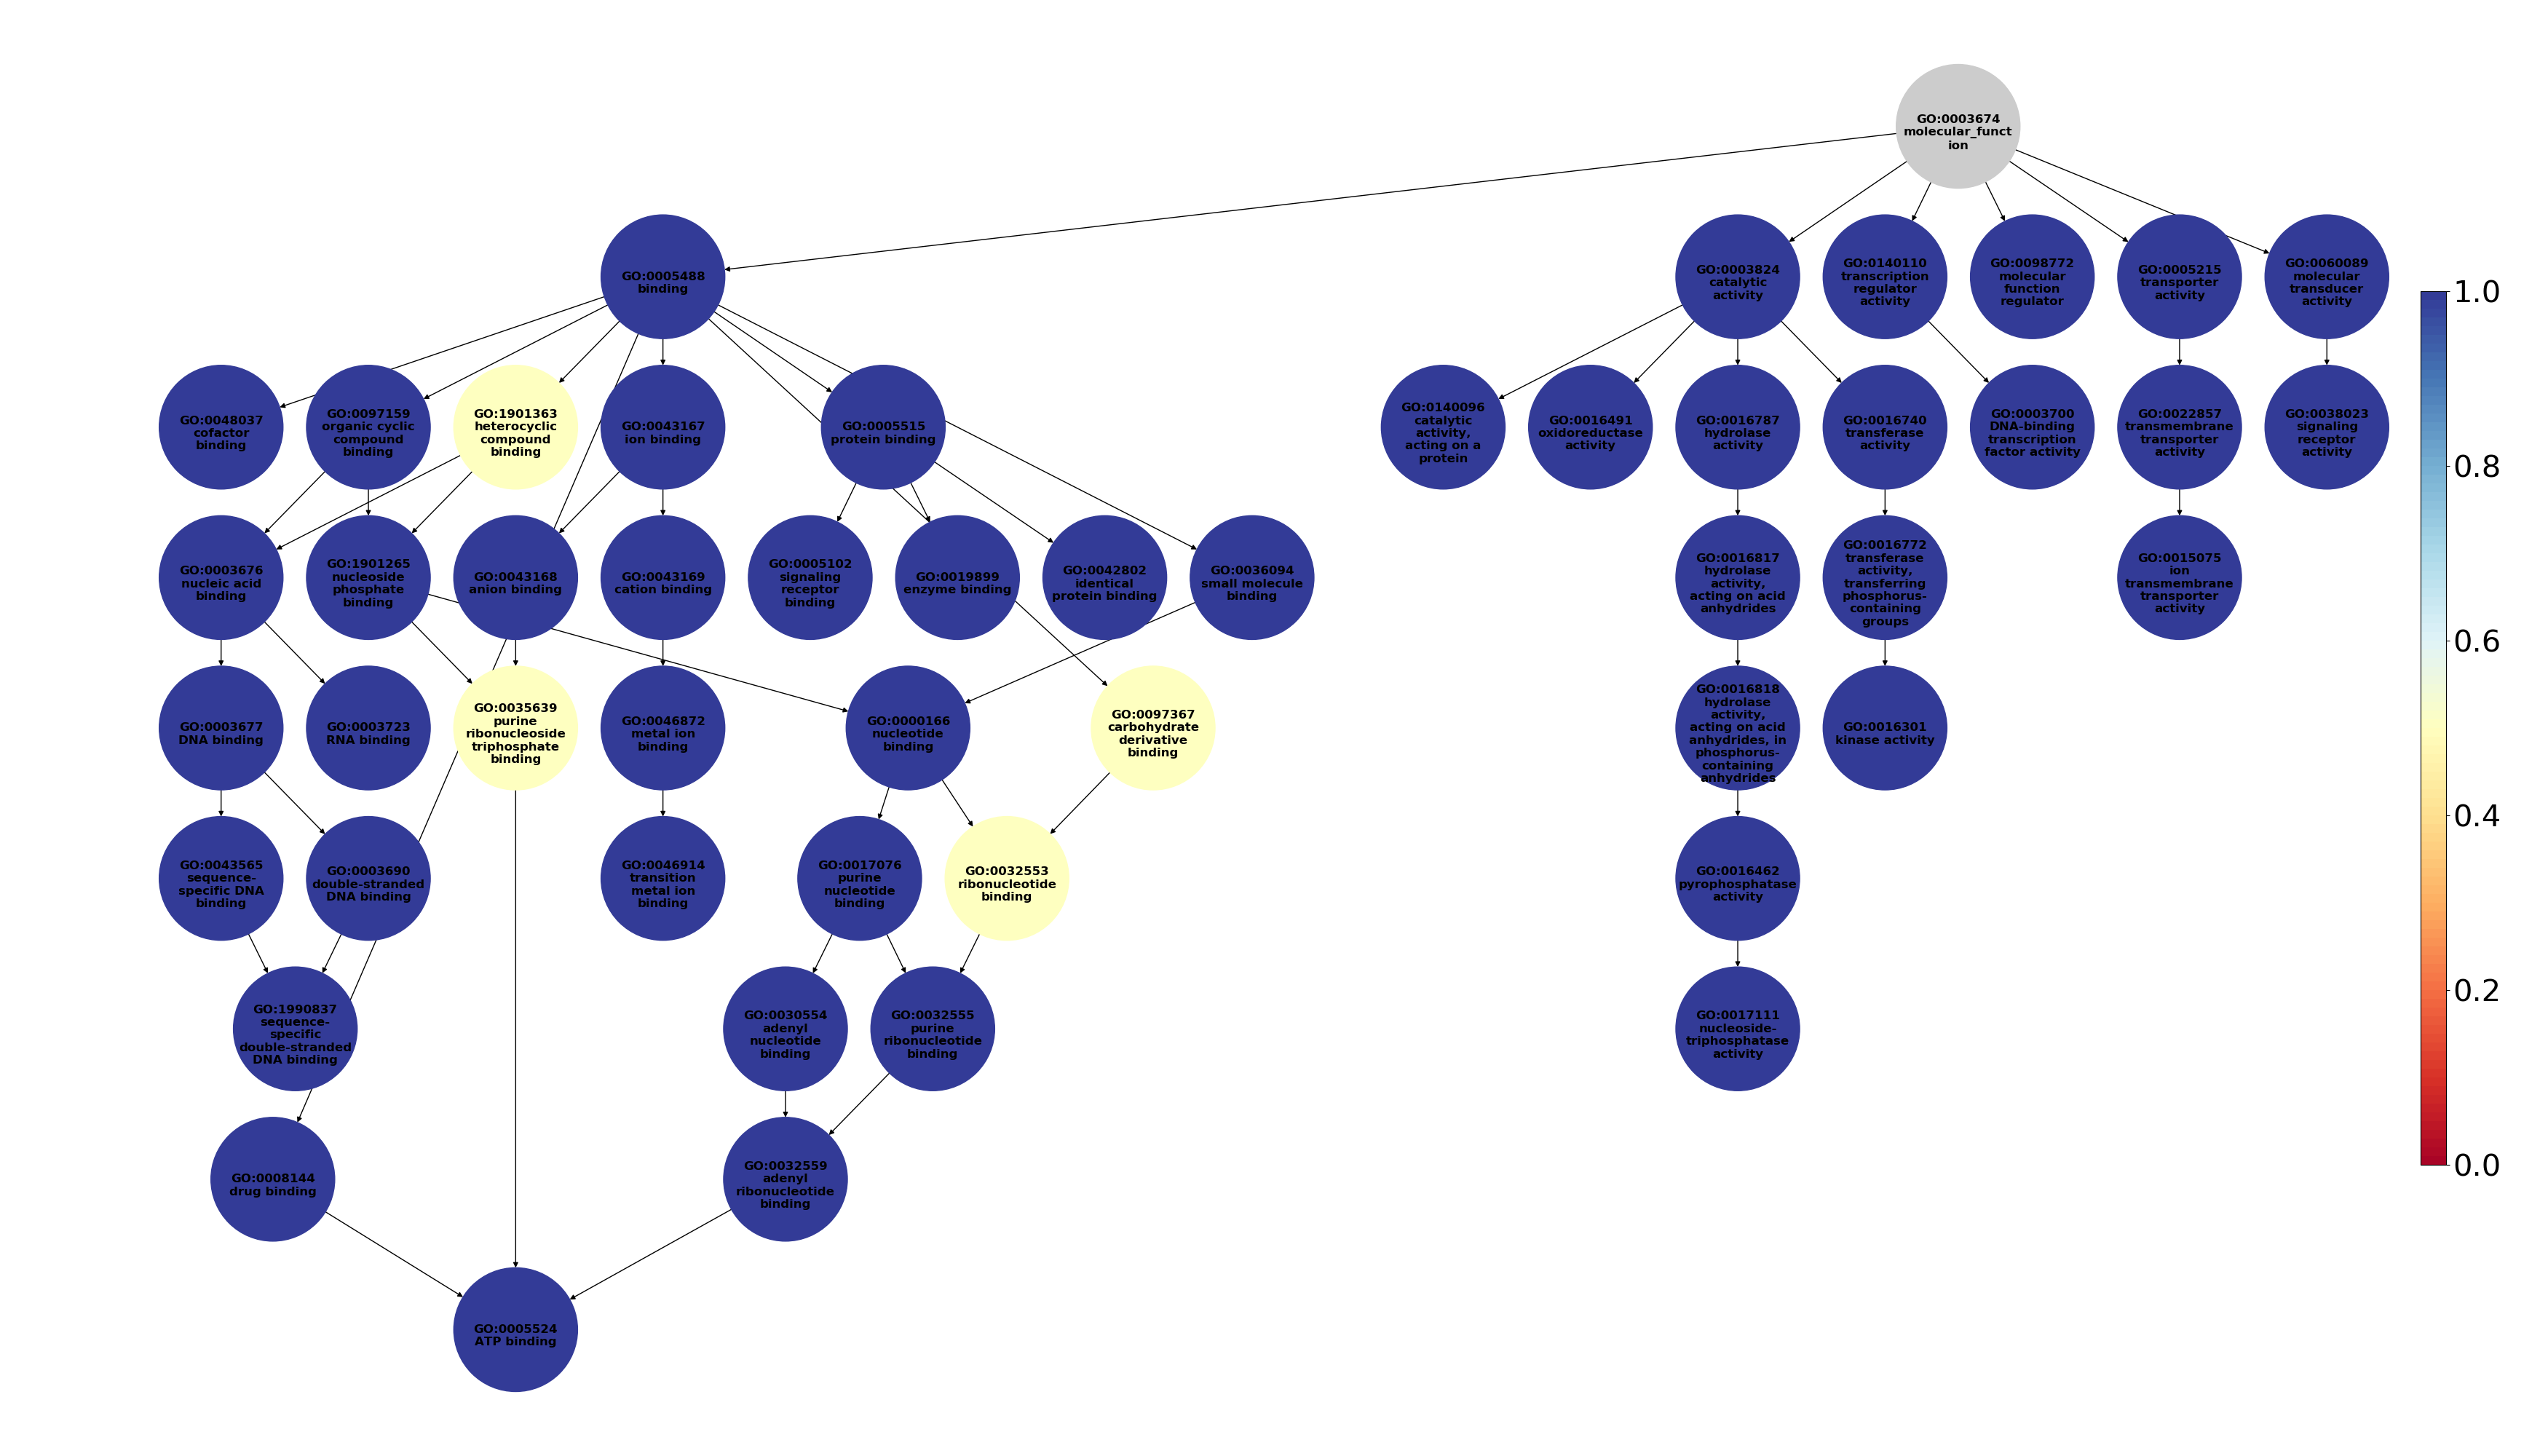 GO:0003674
molecular_funct
ion
GO:0005488
binding
GO:0003824
catalytic
activity
GO:0140110
transcription
regulator
activity
GO:0098772
molecular
function
regulator
GO:0005215
transporter
activity
GO:0060089
molecular
transducer
activity
GO:0048037
cofactor
binding
GO:0097159
organic cyclic
compound
binding
GO:1901363
heterocyclic
compound
binding
GO:0043167
ion binding
GO:0005515
protein binding
GO:0140096
catalytic
activity,
acting on a
protein
GO:0016491
oxidoreductase
activity
GO:0016787
hydrolase
activity
GO:0016740
transferase
activity
GO:0003700
DNA-binding
transcription
factor activity
GO:0022857
transmembrane
transporter
activity
GO:0038023
signaling
receptor
activity
GO:0003676
nucleic acid
binding
GO:1901265
nucleoside
phosphate
binding
GO:0043168
anion binding
GO:0043169
cation binding
GO:0005102
signaling
receptor
binding
GO:0019899
enzyme binding
GO:0042802
identical
protein binding
GO:0036094
small molecule
binding
GO:0016817
hydrolase
activity,
acting on acid
anhydrides
GO:0016772
transferase
activity,
transferring
phosphorus-
containing
groups
GO:0015075
ion
transmembrane
transporter
activity
GO:0003677
DNA binding
GO:0003723
RNA binding
GO:0035639
purine
ribonucleoside
triphosphate
binding
GO:0046872
metal ion
binding
GO:0000166
nucleotide
binding
GO:0097367
carbohydrate
derivative
binding
GO:0016818
hydrolase
activity,
acting on acid
anhydrides, in
phosphorus-
containing
anhydrides
GO:0016301
kinase activity
GO:0043565
sequence-
specific DNA
binding
GO:0003690
double-stranded
DNA binding
GO:0046914
transition
metal ion
binding
GO:0017076
purine
nucleotide
binding
GO:0032553
ribonucleotide
binding
GO:0016462
pyrophosphatase
activity
GO:1990837
sequence-
specific
double-stranded
DNA binding
GO:0030554
adenyl
nucleotide
binding
GO:0032555
purine
ribonucleotide
binding
GO:0017111
nucleoside-
triphosphatase
activity
GO:0008144
drug binding
GO:0032559
adenyl
ribonucleotide
binding
GO:0005524
ATP binding
1.0
0.8
0.6
0.4
0.2
0.0